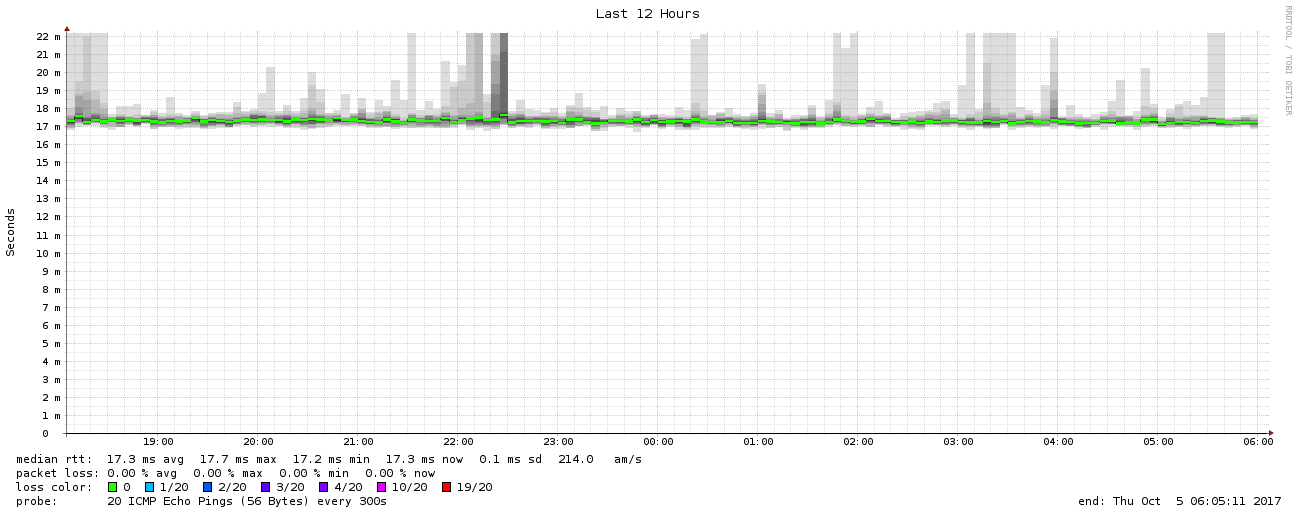 Last 12 Hours
RRDTOOL / TOBI OETIKER
Seconds
22 m
21 m
20 m
19 m
18 m
17 m
16 m
15 m
14 m
13 m
12 m
11 m
10 m
9 m
8 m
7 m
6 m
5 m
4 m
3 m
2 m
1 m
0
19:00 20:00 21:00 22:00 23:00 00:00 01:00 02:00 03:00 04:00 05:00 06:00
median rtt: 17.3 ms avg 17.7 ms max 17.2 ms min 17.3 ms now 0.1 ms sd 214.0 am/s
packet loss: 0.00 % avg 0.00 % max 0.00 % min 0.00 % now
loss color: 0 1/20 2/20 3/20 4/20 10/20 19/20
probe: 20 ICMP Echo Pings (56 Bytes) every 300s end: Thu Oct 5 06:05:11 2017